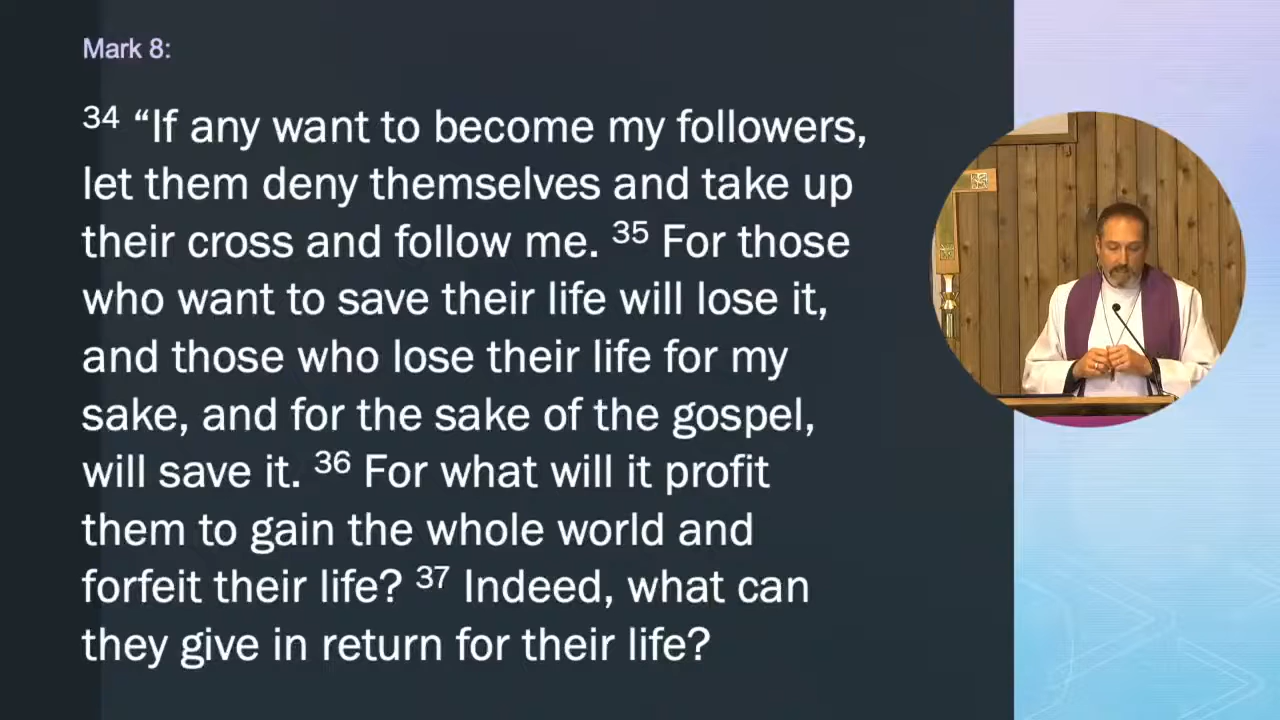 Mark 8:
34 “If any want to become my followers,
let them deny themselves and take up
their cross and follow me. 35 For those
who want to save their life will lose it,
and those who lose their life for my
sake, and for the sake of the gospel,
will save it. 36 For what will it profit
them to gain the whole world and
forfeit their life? 37 Indeed, what can
they give in return for their life?